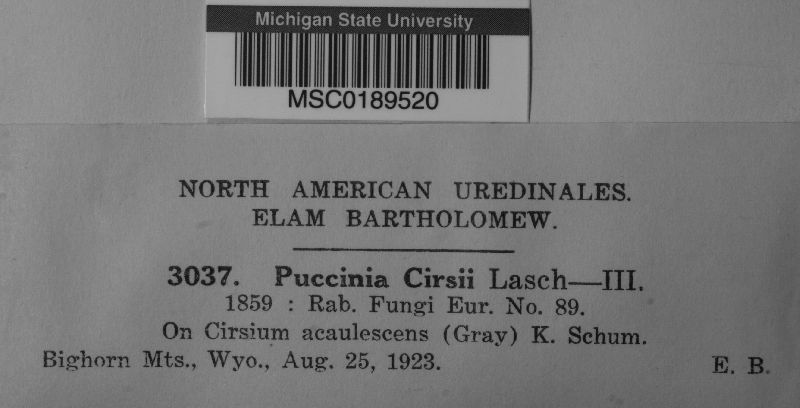 Michigan State University
MSC0189520
NORTH AMERICAN UREDINALES.
ELAM BARTHOLOMEW.
3037. Puccinia Cirsii Lasch—III.
1859 : Rab. Fungi Eur. No. 89.
On Cirsium acaulescens (Gray) K. Schum.
Bighorn Mts., Wyo., Aug. 25, 1923. E. B.